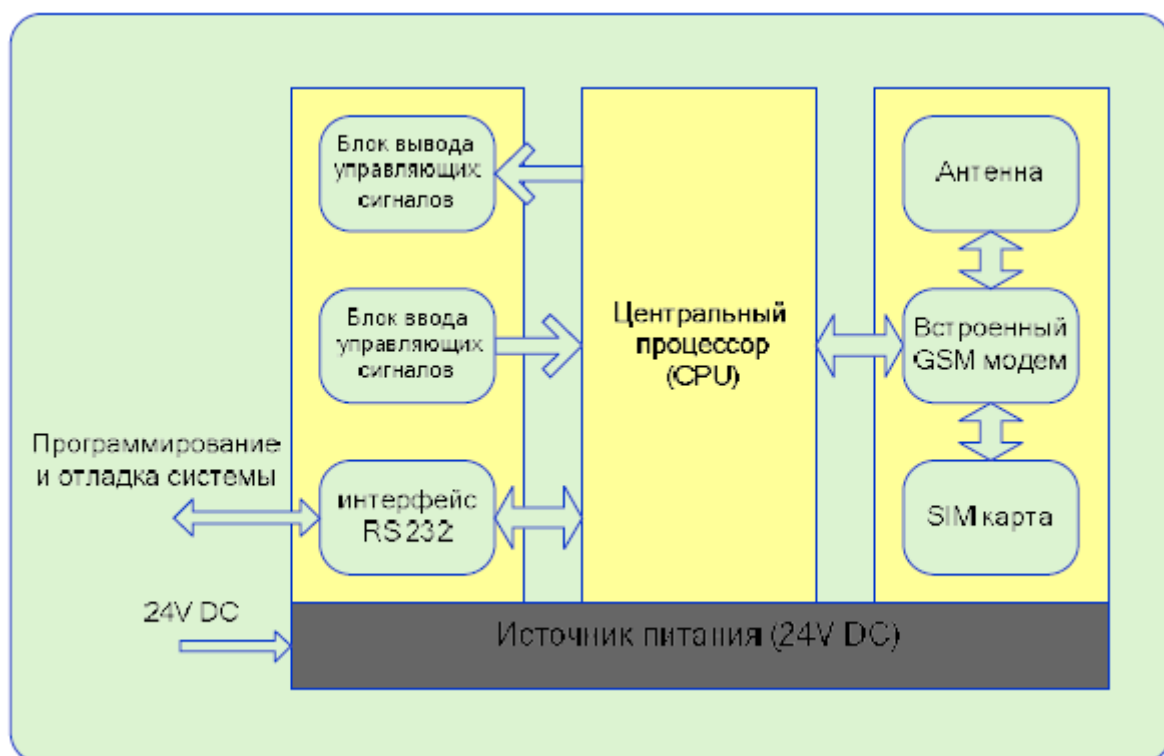 Блок вывода
управляющих
сигналов
Блок ввода
управляющих
сигналов
Программирование
и отладка системы
интерфейс
RS232
24V DC
Центральный
процессор
(CPU)
Антенна
Встроенный
GSM модем
SIM карта
Источник питания (24V DC)